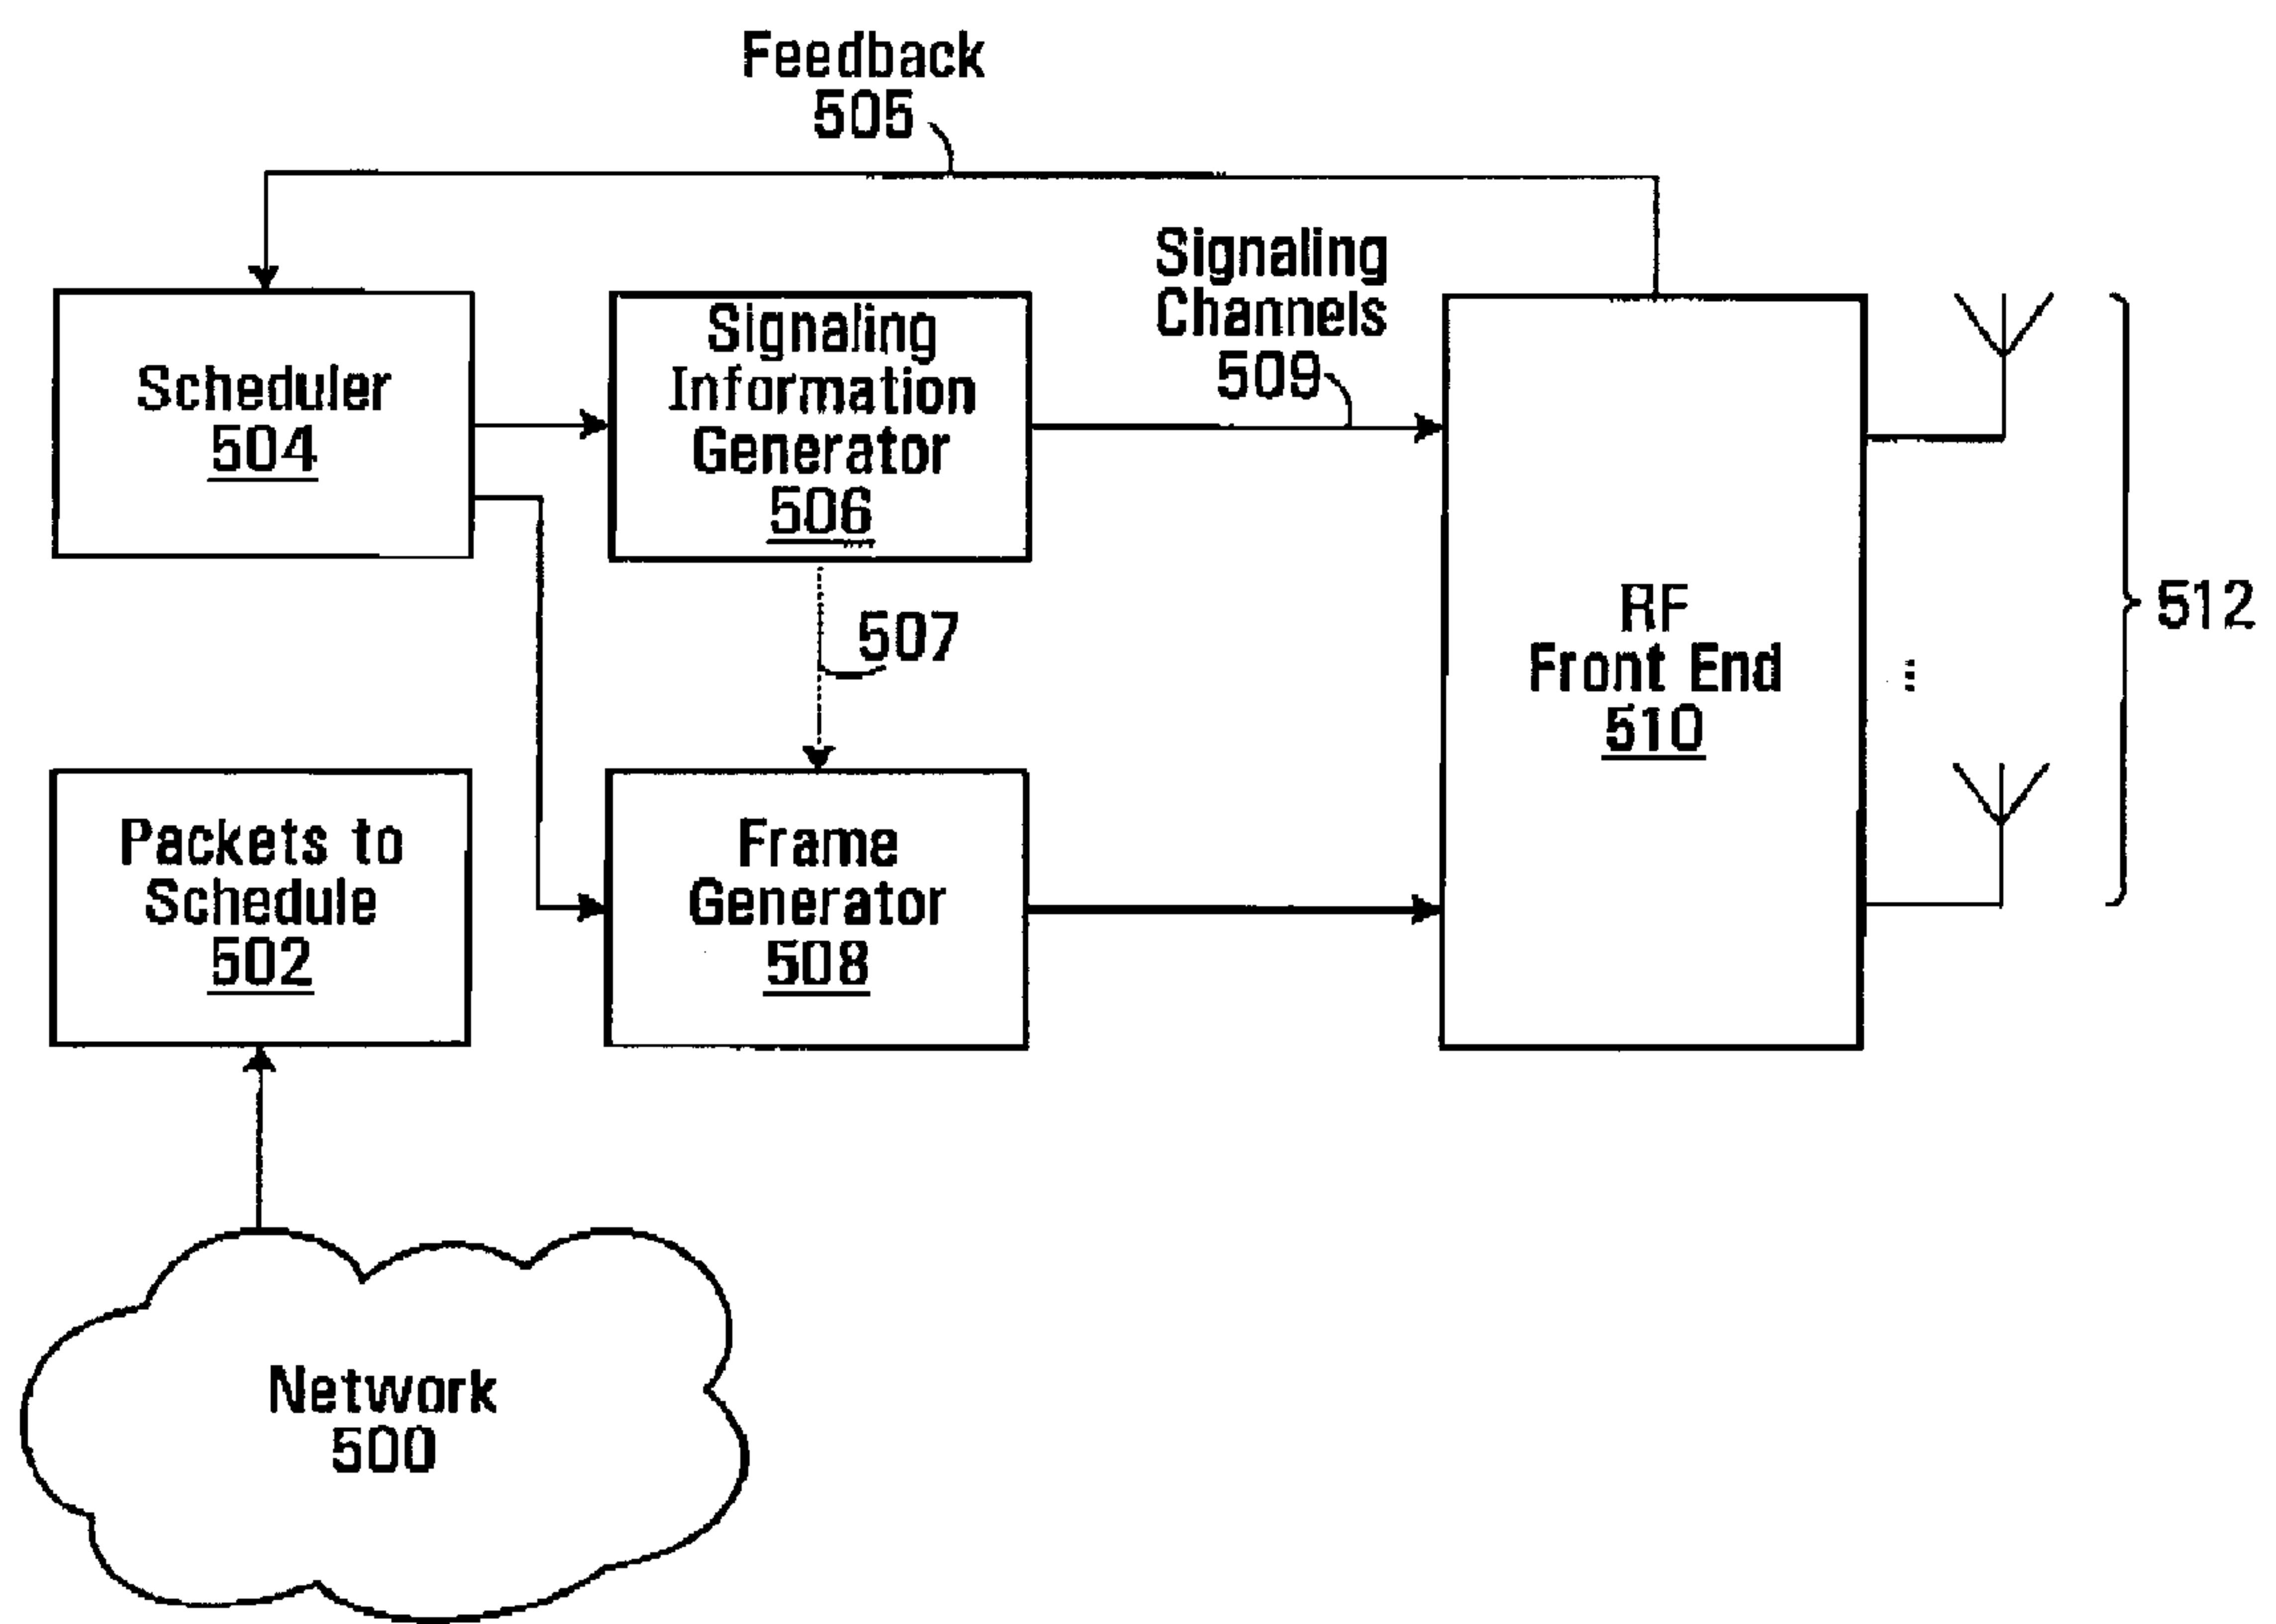 Feedback
505
Signaling
Channels
509
Scheduler
504
Signaling
Information
Generator
506
507
RF
Front End
510
...
512
Packets to
Schedule
502
Frame
Generator
508
Network
500